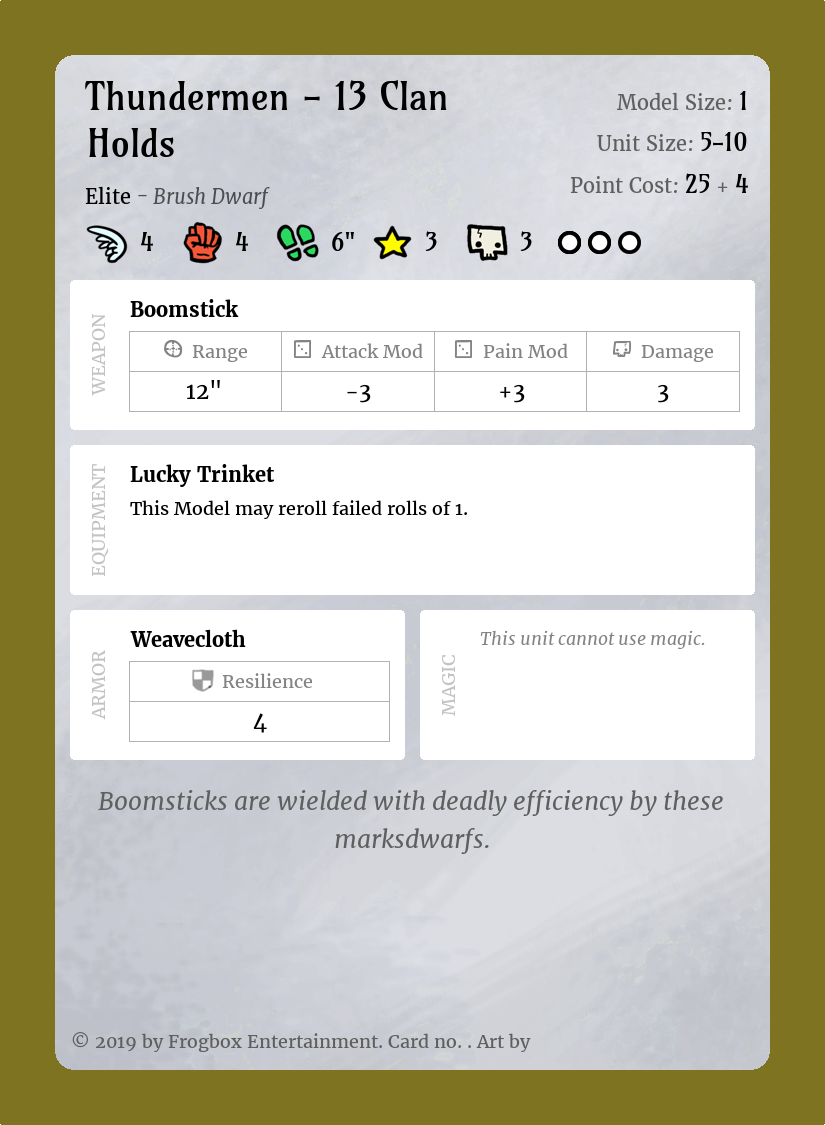 Thundermen – 13 Clan
Holds
Elite – Brush Dwarf
Model Size: 1
Unit Size: 5–10
Point Cost: 25 + 4
4 4 6" 3 3
WEAPON
Boomstick
Range Attack Mod Pain Mod Damage
12" -3 +3 3
EQUIPMENT
Lucky Trinket
This Model may reroll failed rolls of 1.
ARMOR
Weavecloth
Resilience
4
MAGIC
This unit cannot use magic.
Boomsticks are wielded with deadly efficiency by these
marksdwarfs.
© 2019 by Frogbox Entertainment. Card no. . Art by